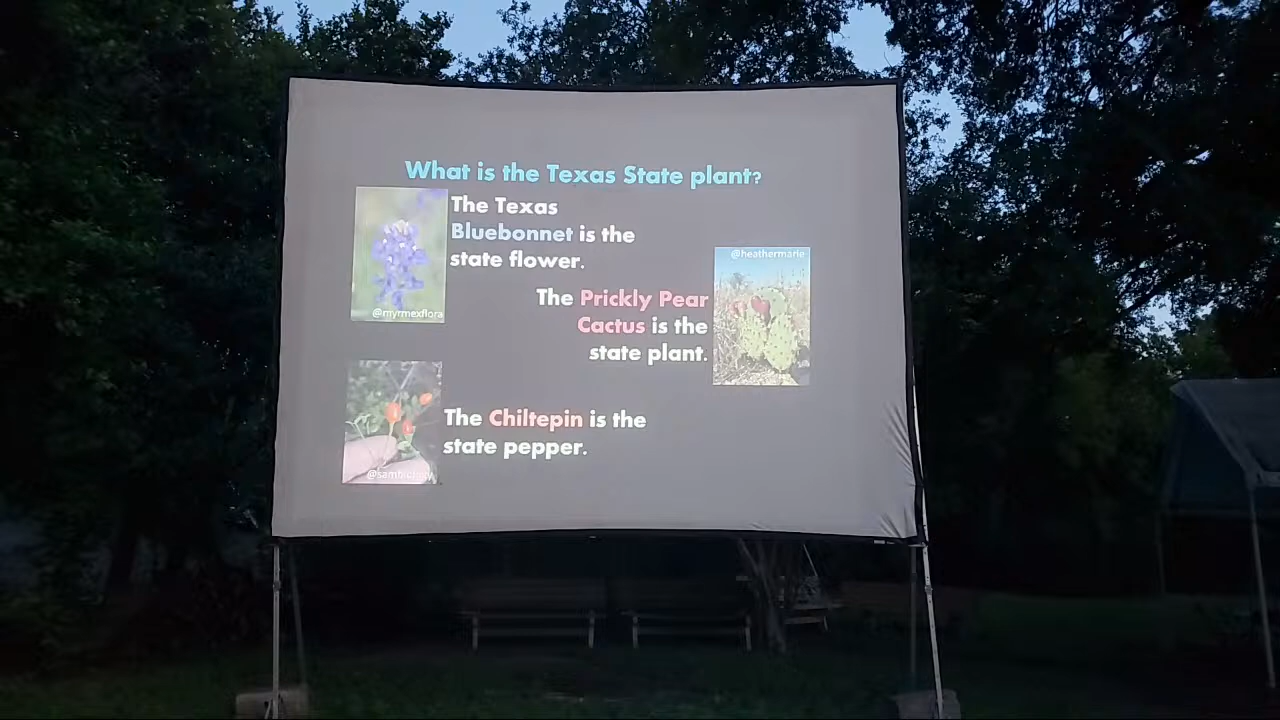 What is the Texas State plant?
The Texas
Bluebonnet is the
state flower.
@myrmexflora
@heathermarie
The Prickly Pear
Cactus is the
state plant.
The Chiltepin is the
state pepper.